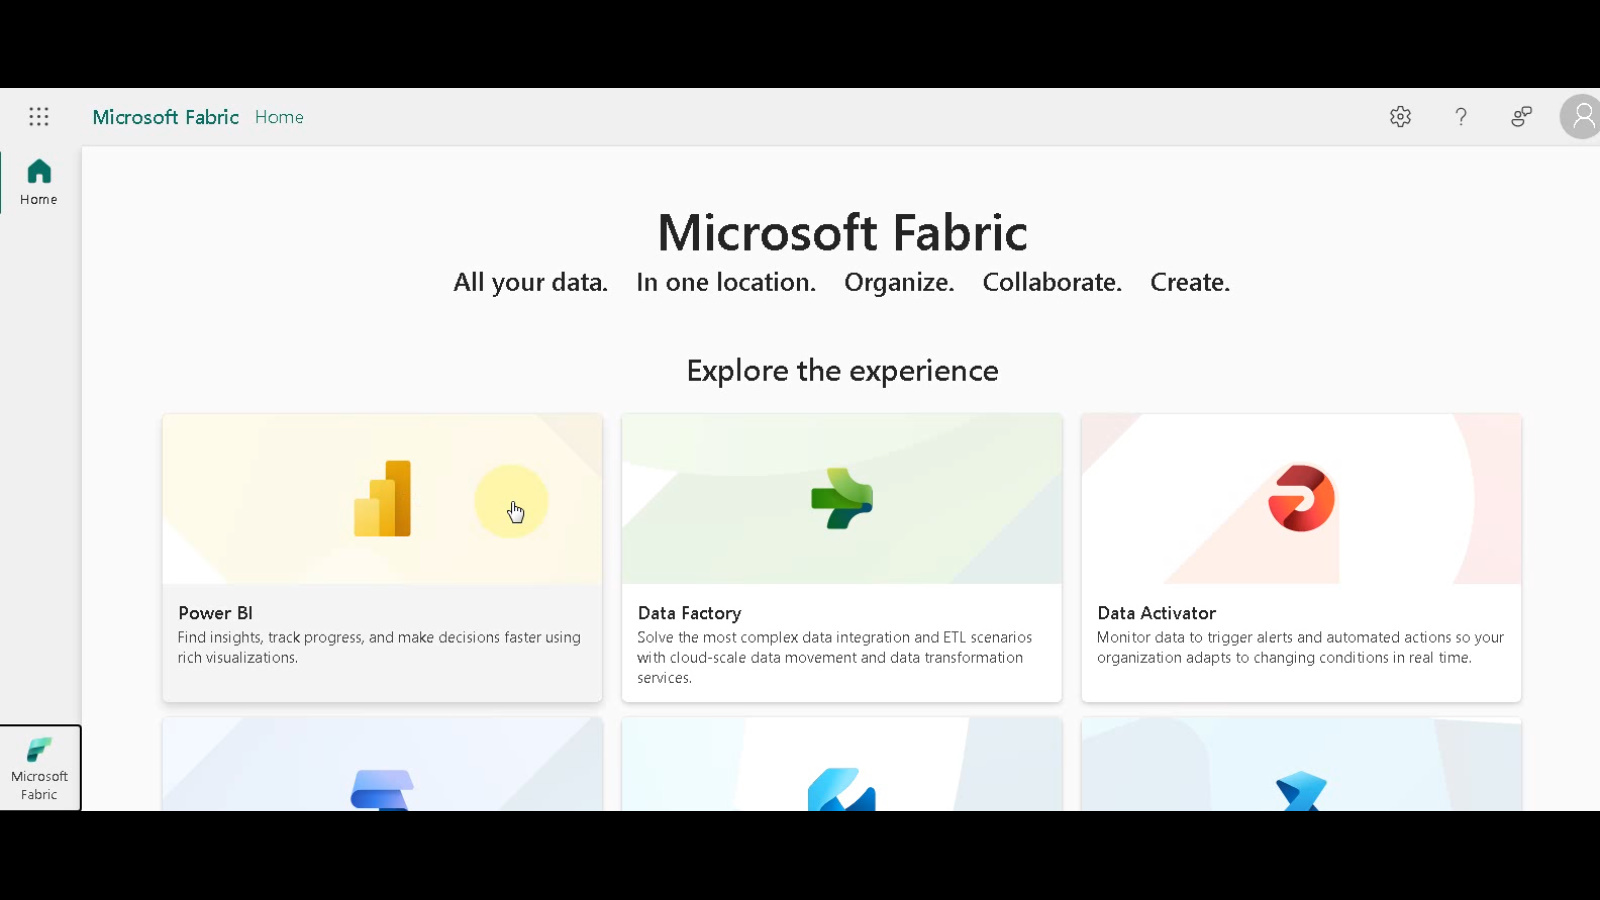 Microsoft Fabric Home
Home
Microsoft Fabric
All your data. In one location. Organize. Collaborate. Create.
Explore the experience
Power BI
Find insights, track progress, and make decisions faster using
rich visualizations.
Data Factory
Solve the most complex data integration and ETL scenarios
with cloud-scale data movement and data transformation
services.
Data Activator
Monitor data to trigger alerts and automated actions so your
organization adapts to changing conditions in real time.
Microsoft
Fabric